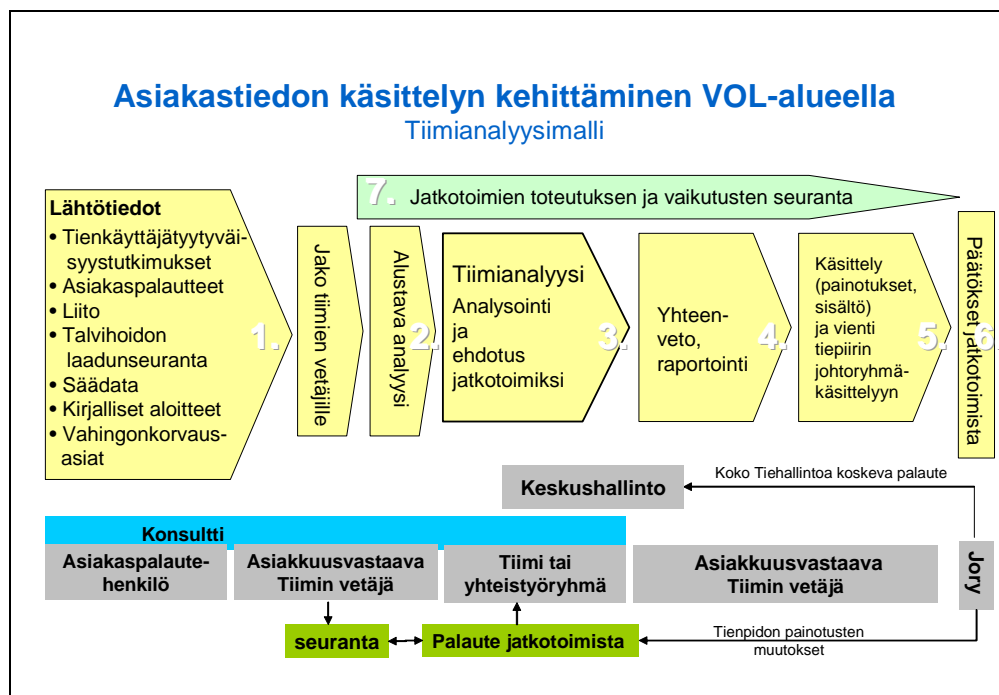 Asiakastiedon käsittelyn kehittäminen VOL-alueella
Tiimianalyysimalli
7. Jatkotoimien toteutuksen ja vaikutusten seuranta
Lähtötiedot
• Tienkäyttäjätyytyväi-
syystutkimukset
• Asiakaspalautteet
• Liito
• Talvihoidon
laadunseuranta
• Säädata
• Kirjalliset aloitteet
• Vahingonkorvaus-
asiat
1.
Jako tiimien vetäjille
Alustava analyysi
2.
Tiimianalyysi
Analysointi
ja
ehdotus
jatkotoimiksi
3.
Yhteen-
veto,
raportointi
4.
Käsittely
(painotukset,
sisältö)
ja vienti
tiepiirin
johtoryhmä-
käsittelyyn
5.
Päätökset jatkotoimista
6.
Keskushallinto
Koko Tiehallintoa koskeva palaute
Konsultti
Asiakaspalaute-
henkilö
Asiakkuusvastaava
Tiimin vetäjä
Tiimi tai
yhteistyöryhmä
Asiakkuusvastaava
Tiimin vetäjä
Jory
seuranta
Palaute jatkotoimista
Tienpidon painotusten
muutokset